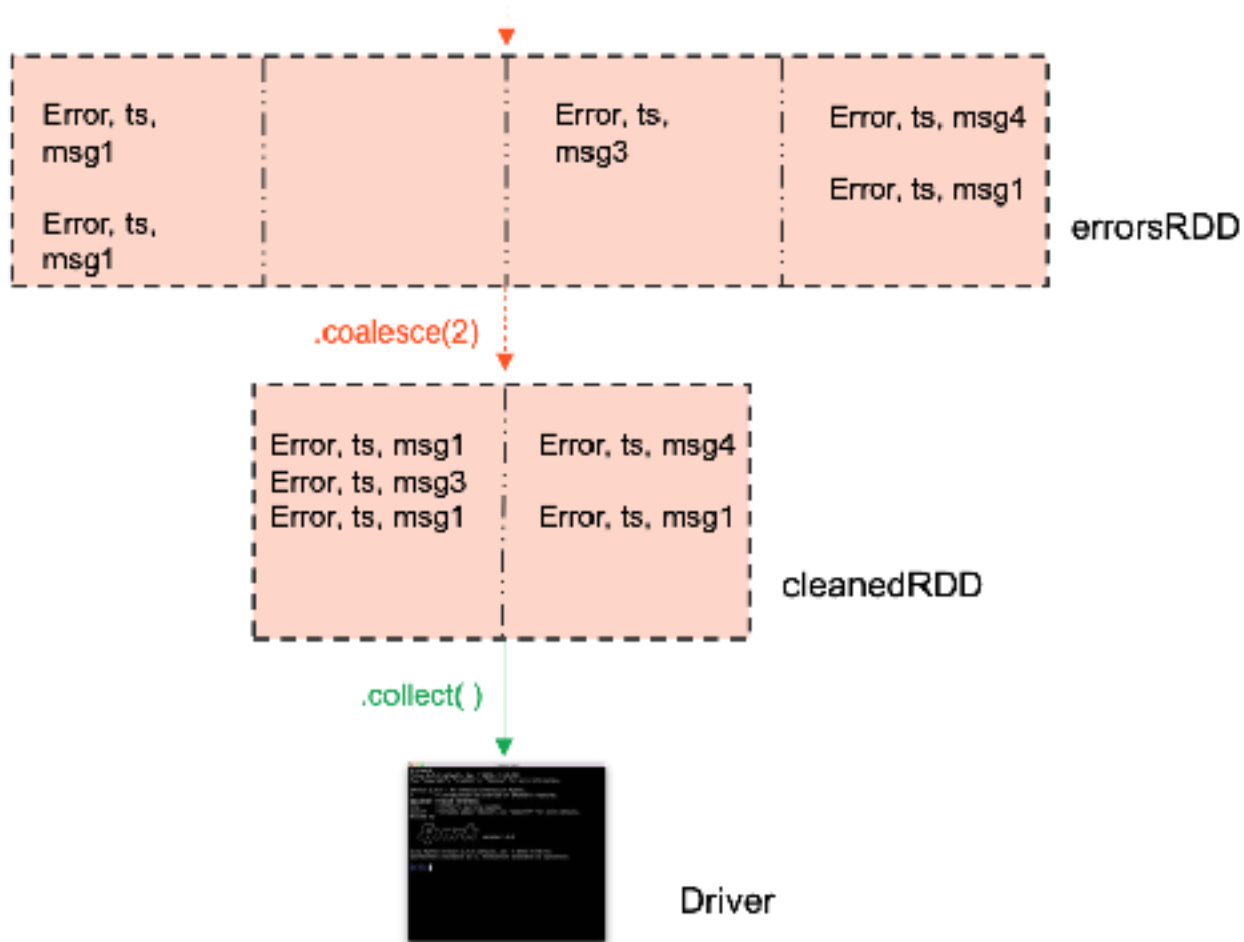 Error, ts,
msg1
Error, ts,
msg1
Error, ts,
msg3
Error, ts, msg4
Error, ts, msg1
errorsRDD
.coalesce(2)
Error, ts, msg1
Error, ts, msg3
Error, ts, msg1
Error, ts, msg4
Error, ts, msg1
cleanedRDD
.collect( )
Spark
Driver